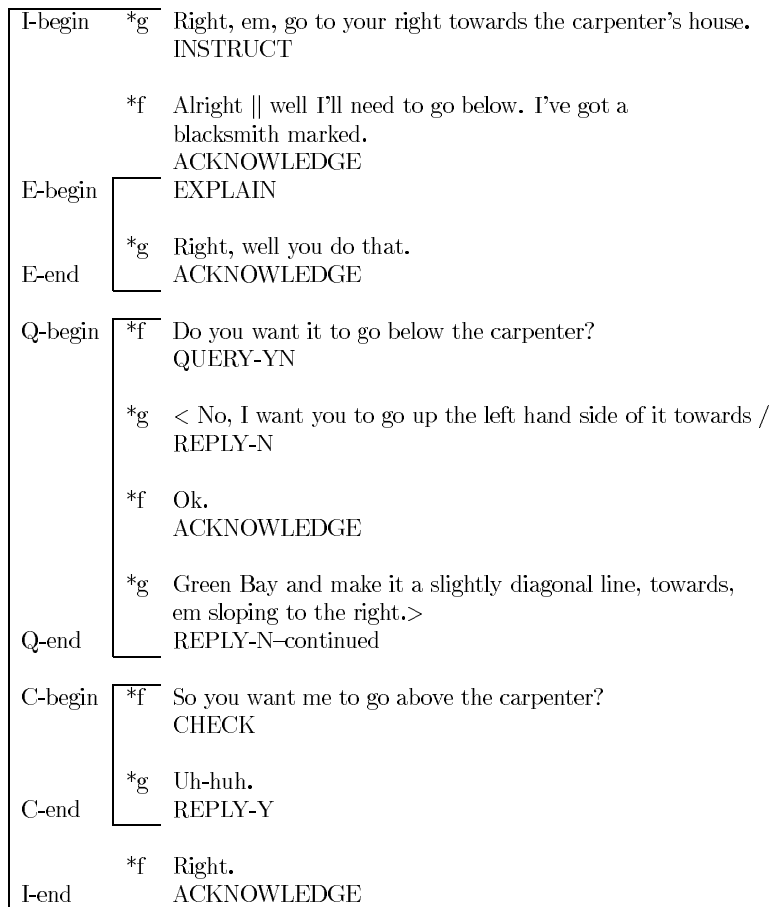 I-begin *g Right, em, go to your right towards the carpenter's house.
INSTRUCT
*f Alright || well I'll need to go below. I've got a
blacksmith marked.
ACKNOWLEDGE
E-begin EXPLAIN
*g Right, well you do that.
E-end ACKNOWLEDGE
Q-begin *f Do you want it to go below the carpenter?
QUERY-YN
*g < No, I want you to go up the left hand side of it towards /
REPLY-N
*f Ok.
ACKNOWLEDGE
*g Green Bay and make it a slightly diagonal line, towards,
em sloping to the right.>
Q-end REPLY-N–continued
C-begin *f So you want me to go above the carpenter?
CHECK
*g Uh-huh.
C-end REPLY-Y
*f Right.
I-end ACKNOWLEDGE